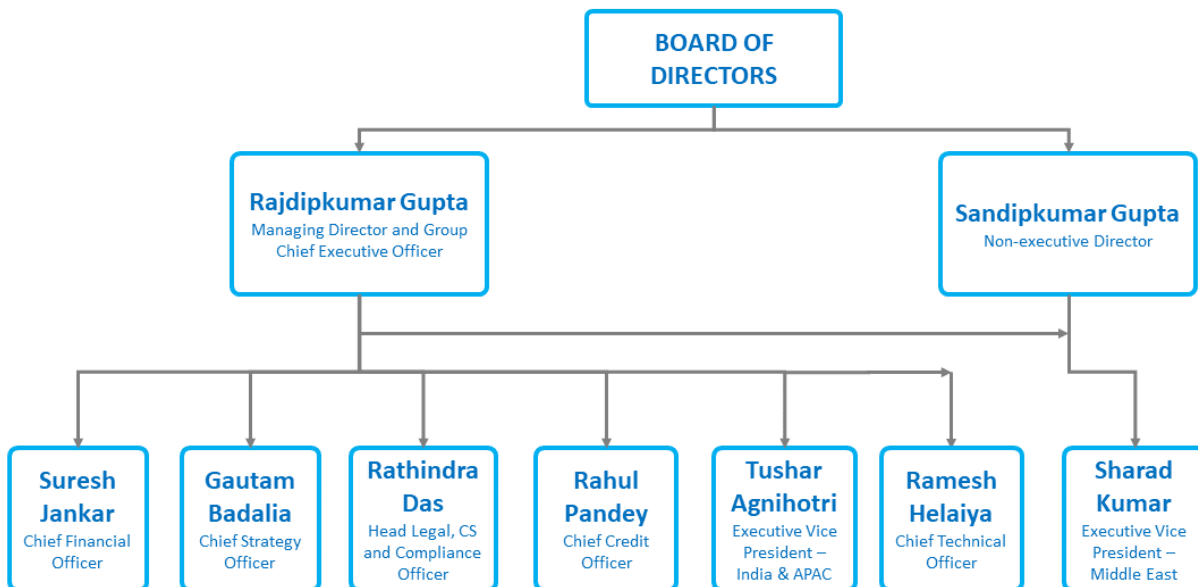 BOARD OF
DIRECTORS
Rajdipkumar Gupta
Managing Director and Group
Chief Executive Officer
Sandipkumar Gupta
Non-executive Director
Suresh
Jankar
Chief Financial
Officer
Gautam
Badalia
Chief Strategy
Officer
Rathindra
Das
Head Legal, CS
and Compliance
Officer
Rahul
Pandey
Chief Credit
Officer
Tushar
Agnihotri
Executive Vice
President –
India & APAC
Ramesh
Helaiya
Chief Technical
Officer
Sharad
Kumar
Executive Vice
President –
Middle East